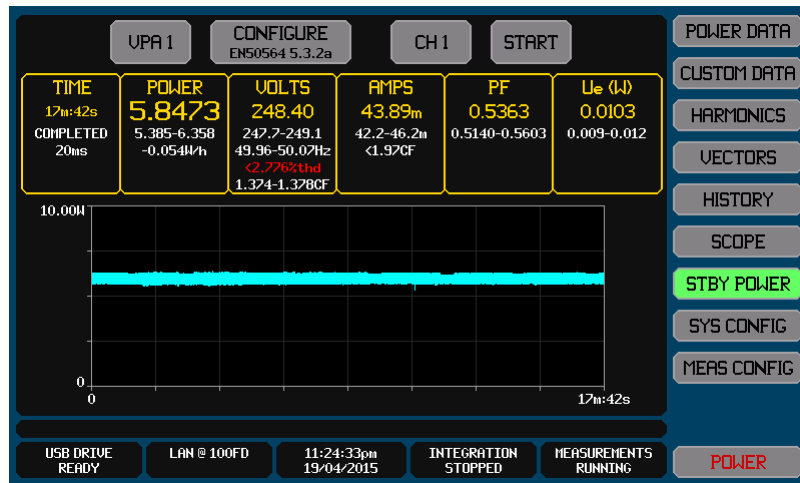 VPA 1
CONFIGURE
EN50564 5.3.2a
CH 1
START
TIME
17m:42s
COMPLETED
20ms
POWER
5.8473
5.385-6.358
-0.054W/h
VOLTS
248.40
247.7-249.1
49.96-50.07Hz
<2.776%thd
1.374-1.378CF
AMPS
43.89m
42.2-46.2m
<1.97CF
PF
0.5363
0.5140-0.5603
Ue (W)
0.0103
0.009-0.012
10.00W
0
0
17m:42s
POWER DATA
CUSTOM DATA
HARMONICS
VECTORS
HISTORY
SCOPE
STBY POWER
SYS CONFIG
MEAS CONFIG
USB DRIVE
READY
LAN @ 100FD
11:24:33pm
19/04/2015
INTEGRATION
STOPPED
MEASUREMENTS
RUNNING
POWER